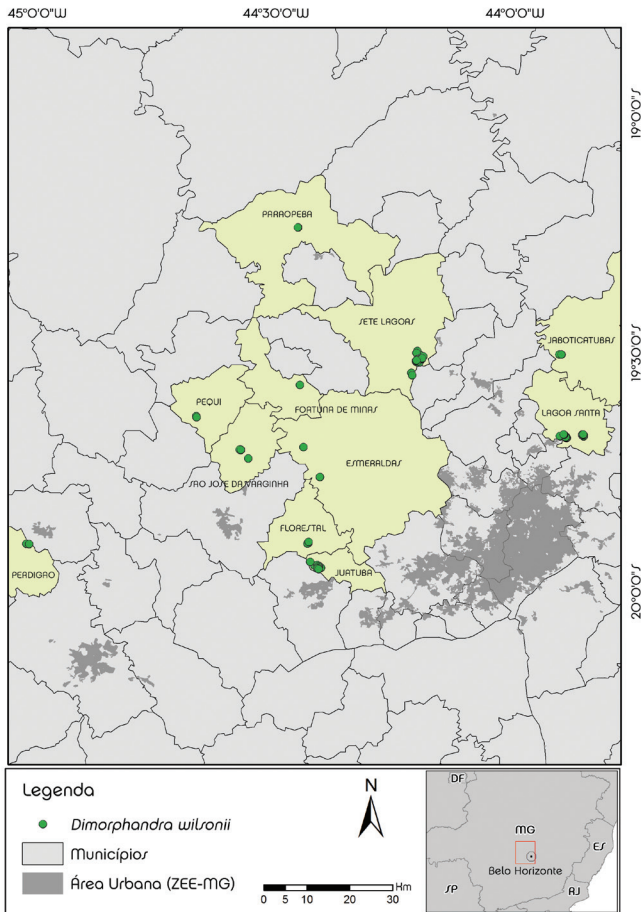 45°0'0"W 44°30'0"W 44°0'0"W
19°0'0"S
PARAOPEBA
SETE LAGOAS
19°30'0"S
JABOTICATUBAS
PEQUI
FORTUNA DE MINAS
LAGOA SANTA
ESMERALDAS
SAO JOSE DA VARGINHA
FLORESTAL
PERDIGAO
JUATUBA
20°0'0"S
Legenda
Dimorphandra wilsonii
Municípios
Área Urbana (ZEE-MG)
N
Km
0 5 10 20 30
DF
MG
ES
Belo Horizonte
SP
RJ